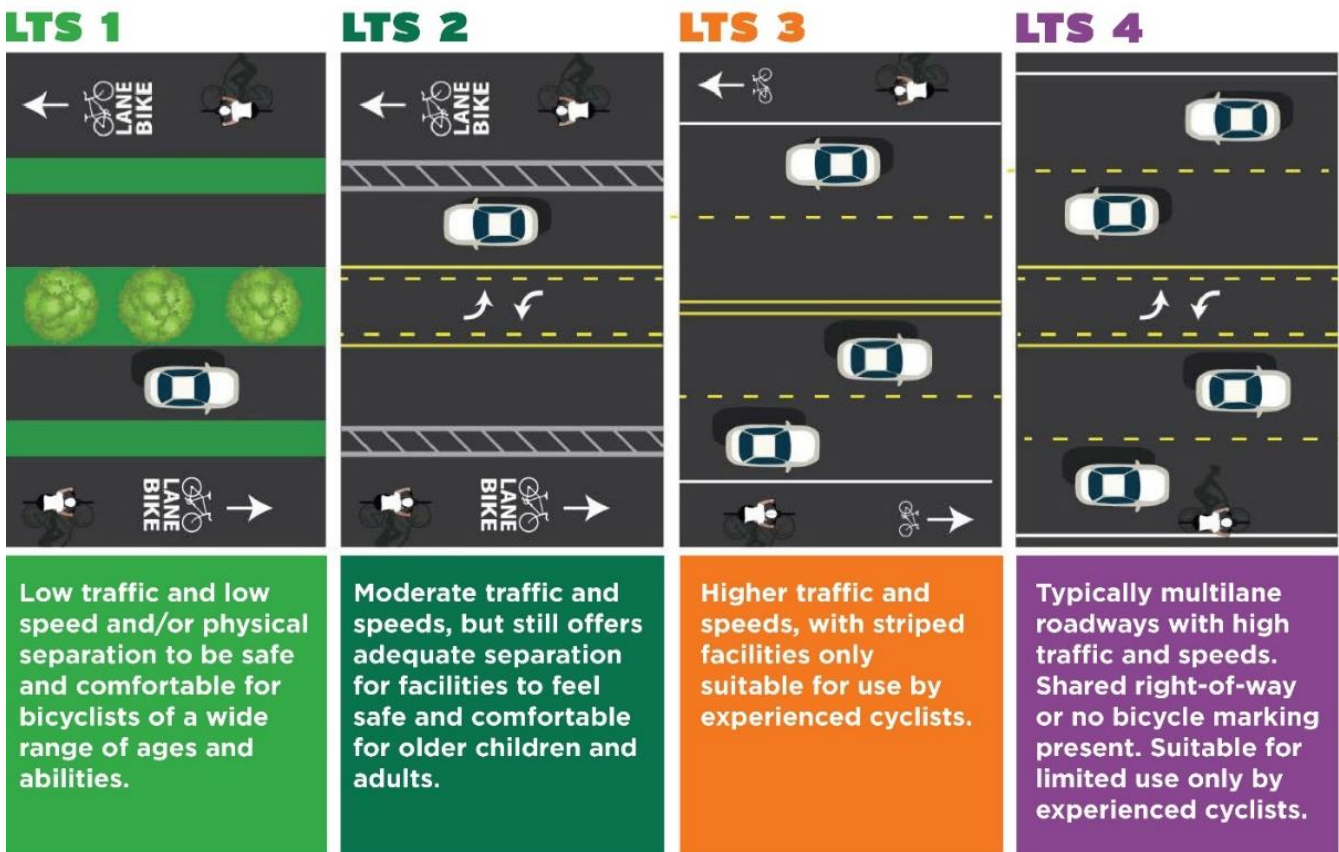 LTS 1
LANE
BIKE
LANE
BIKE
Low traffic and low
speed and/or physical
separation to be safe
and comfortable for
bicyclists of a wide
range of ages and
abilities.
LTS 2
LANE
BIKE
LANE
BIKE
Moderate traffic and
speeds, but still offers
adequate separation
for facilities to feel
safe and comfortable
for older children and
adults.
LTS 3
Higher traffic and
speeds, with striped
facilities only
suitable for use by
experienced cyclists.
LTS 4
Typically multilane
roadways with high
traffic and speeds.
Shared right-of-way
or no bicycle marking
present. Suitable for
limited use only by
experienced cyclists.